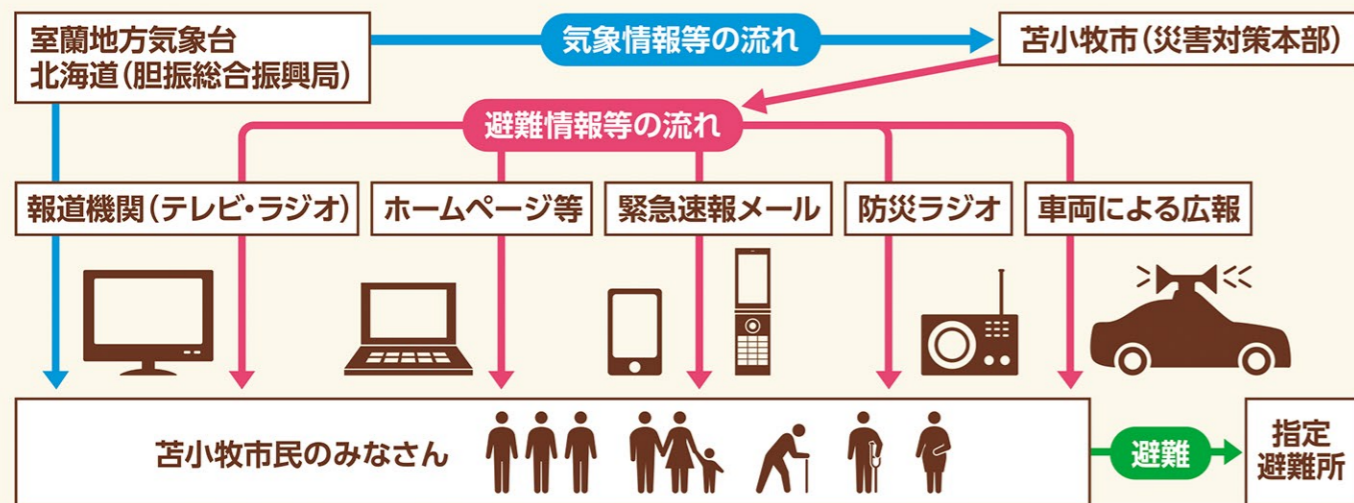 室蘭地方気象台
北海道(胆振総合振興局)
気象情報等の流れ
苫小牧市(災害対策本部)
避難情報等の流れ
報道機関(テレビ・ラジオ)
ホームページ等
緊急速報メール
防災ラジオ
車両による広報
苫小牧市民のみなさん
避難
指定
避難所